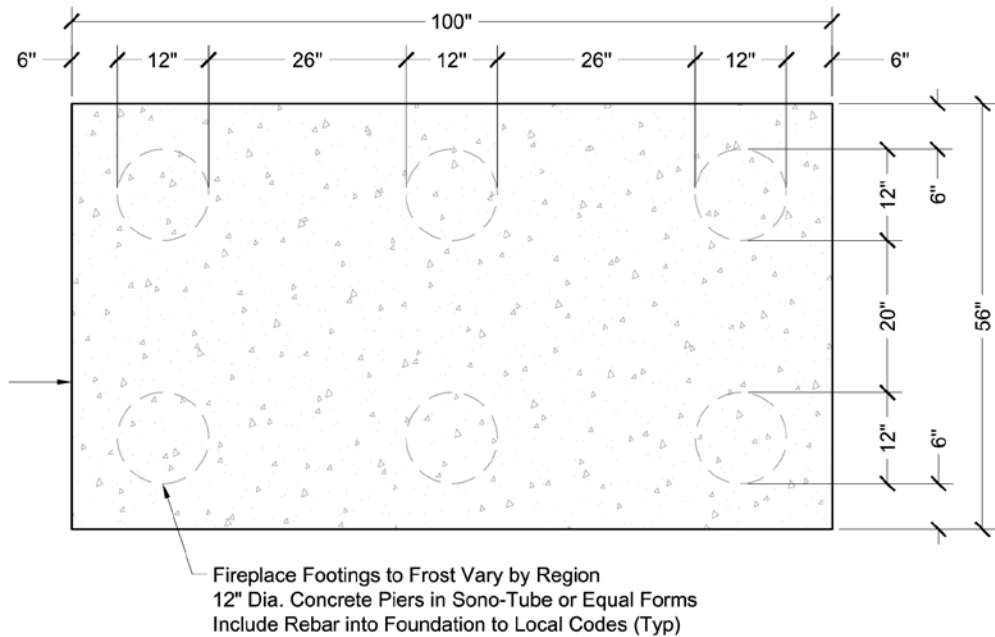 100"
6" 12" 26" 12" 26" 12" 6"
12" 6"
20" 56"
12" 6"
Fireplace Footings to Frost Vary by Region
12" Dia. Concrete Piers in Sono-Tube or Equal Forms
Include Rebar into Foundation to Local Codes (Typ)